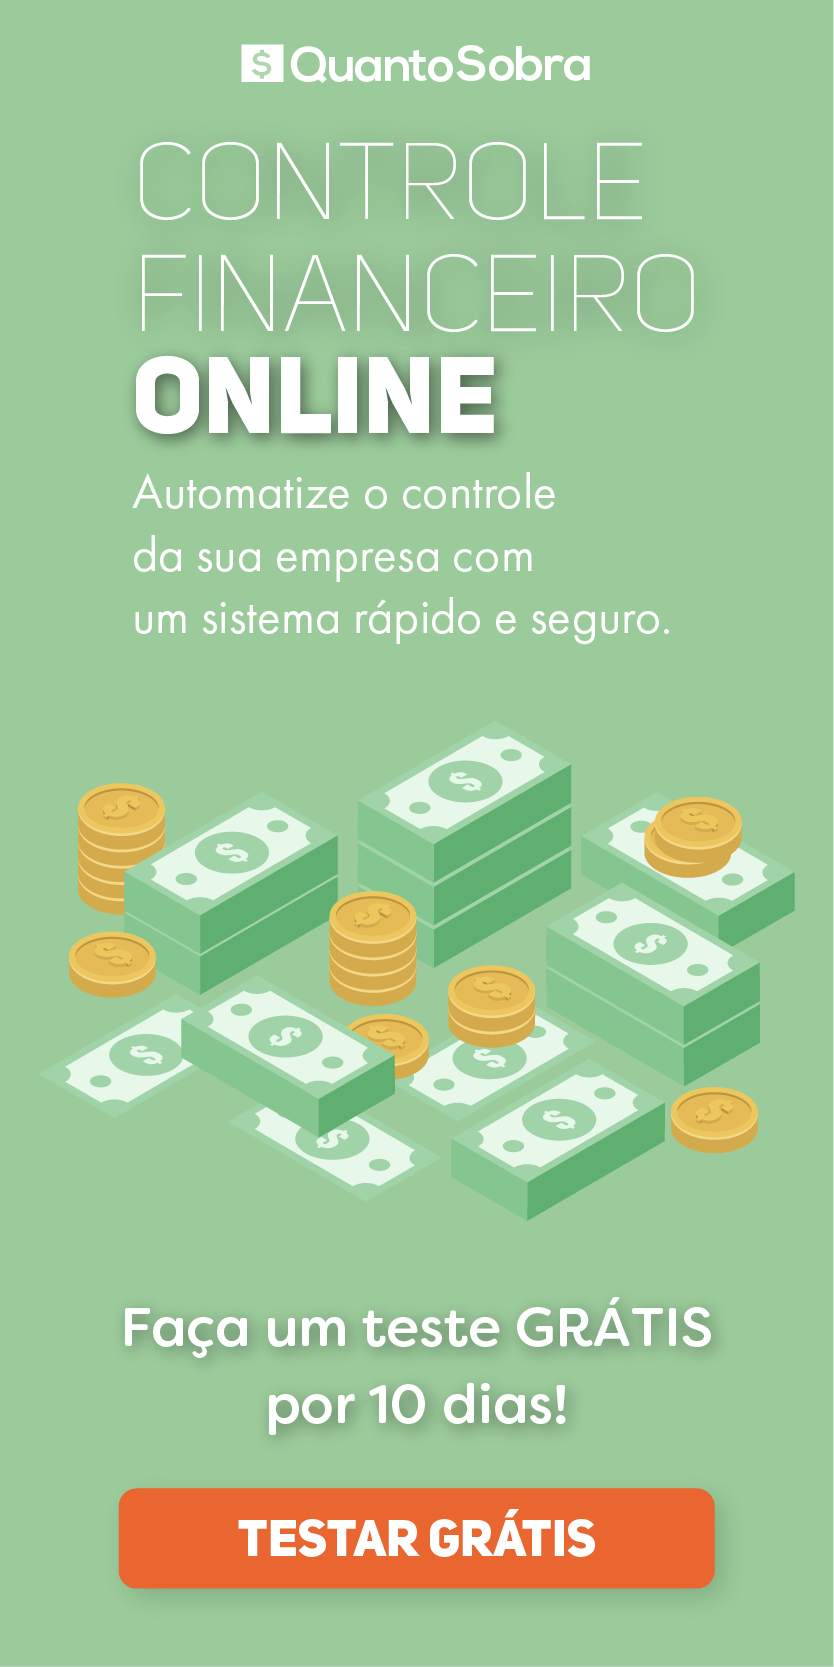 $ QuantoSobra
CONTROLE
FINANCEIRO
ONLINE
Automatize o controle
da sua empresa com
um sistema rápido e seguro.
Faça um teste GRÁTIS
por 10 dias!
TESTAR GRÁTIS